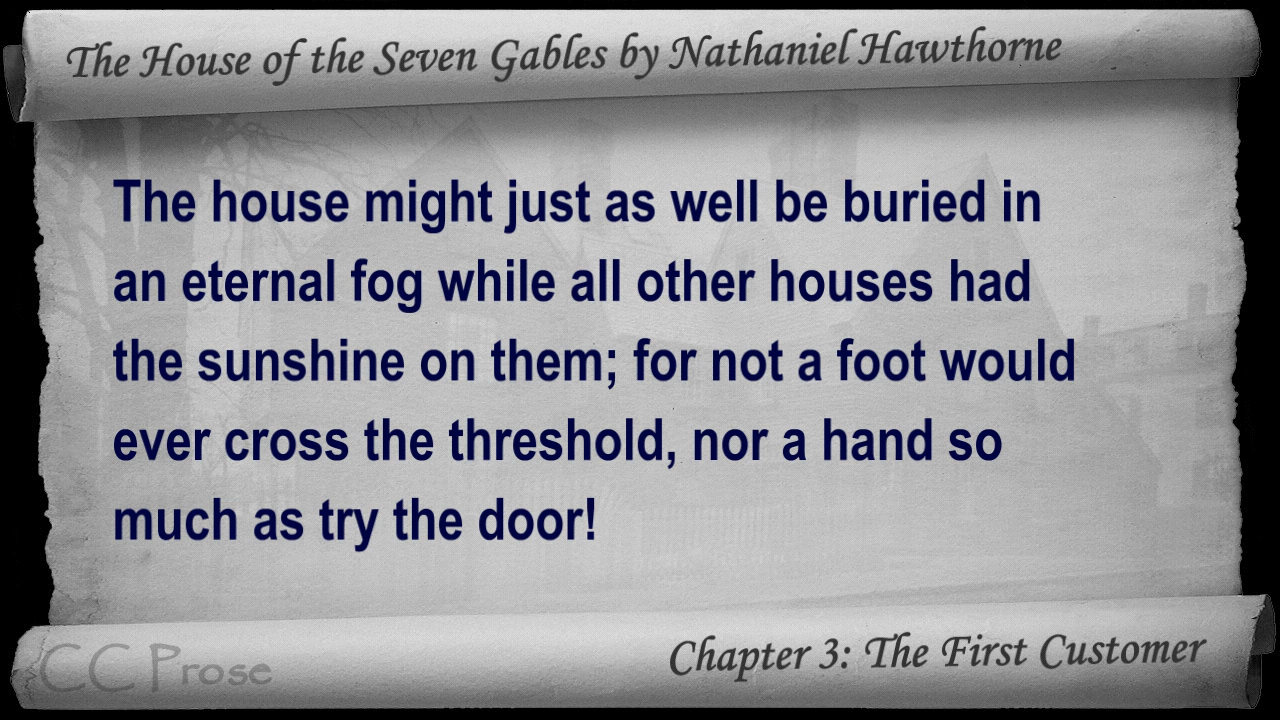 The House of the Seven Gables by Nathaniel Hawthorne
The house might just as well be buried in
an eternal fog while all other houses had
the sunshine on them; for not a foot would
ever cross the threshold, nor a hand so
much as try the door!
CC Prose
Chapter 3: The First Customer